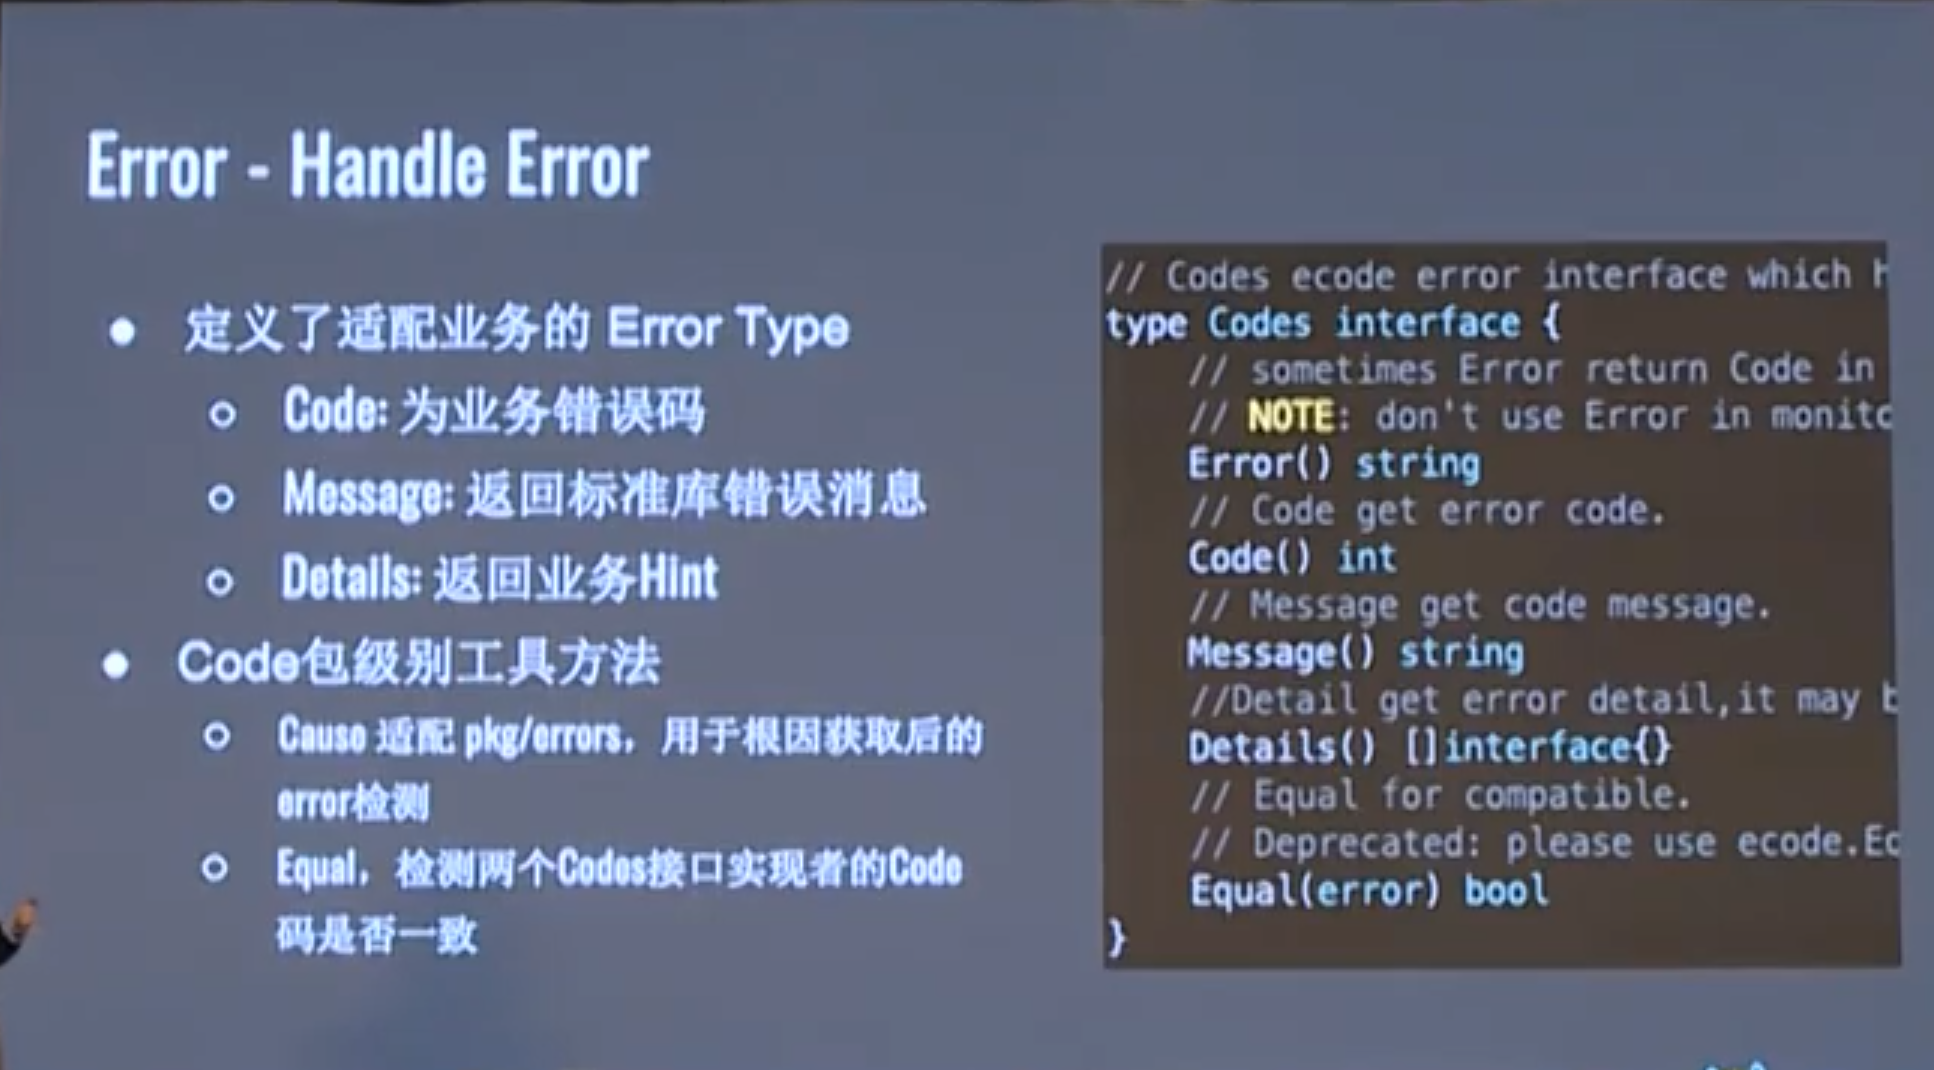 Error - Handle Error
● 定义了适配业务的 Error Type
○ Code: 为业务错误码
○ Message: 返回标准库错误消息
○ Details: 返回业务Hint
● Code包级别工具方法
○ Cause 适配 pkg/errors，用于根因获取后的
error检测
○ Equal，检测两个Codes接口实现者的Code
码是否一致
// Codes ecode error interface which
type Codes interface {
// sometimes Error return Code in
// NOTE: don't use Error in monito
Error() string
// Code get error code.
Code() int
// Message get code message.
Message() string
//Detail get error detail,it may
Details() []interface{}
// Equal for compatible.
// Deprecated: please use ecode.Eq
Equal(error) bool
}